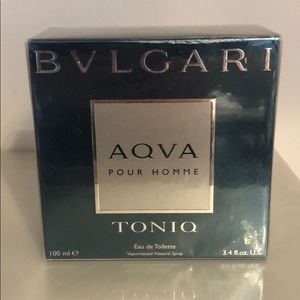 BVLGARI
AQVA
POUR HOMME
TONIQ
Eau de Toilette
Vaporisateur Natural Spray
100 ml e 3.4 fl.oz. U.S.